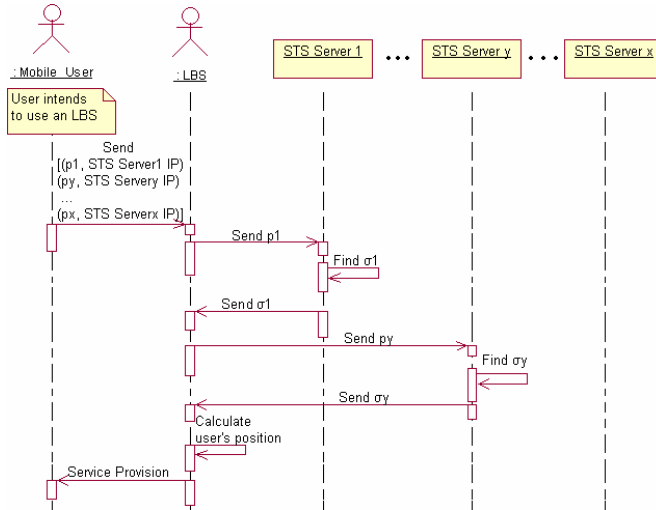 : Mobile_User
: LBS
STS Server 1
...
STS Server y
...
STS Server x
User intends
to use an LBS
Send
[(p1, STS Server1 IP)
(py, STS Servery IP)
...
(px, STS Serverx IP)]
Send p1
Find σ1
Send σ1
Send py
Find σy
Send σy
Calculate
user's position
Service Provision